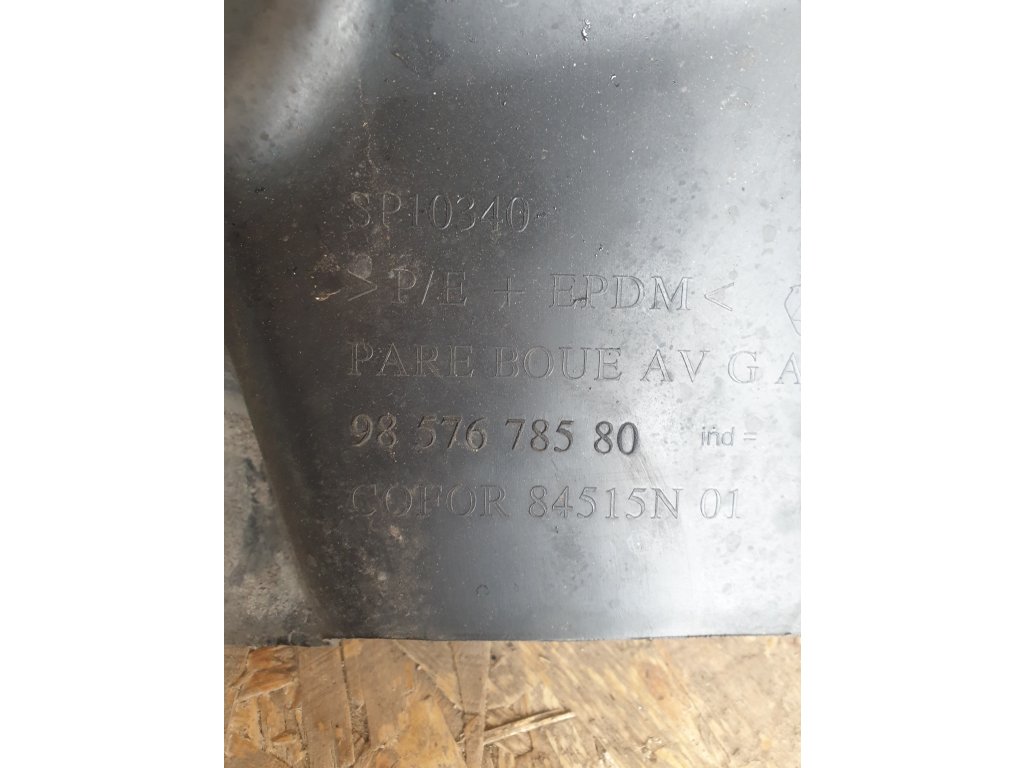 SP10340-
>P/E + EPDM<
PARE BOUE AV G A
98 576 785 80 ind =
COFOR 84515N 01